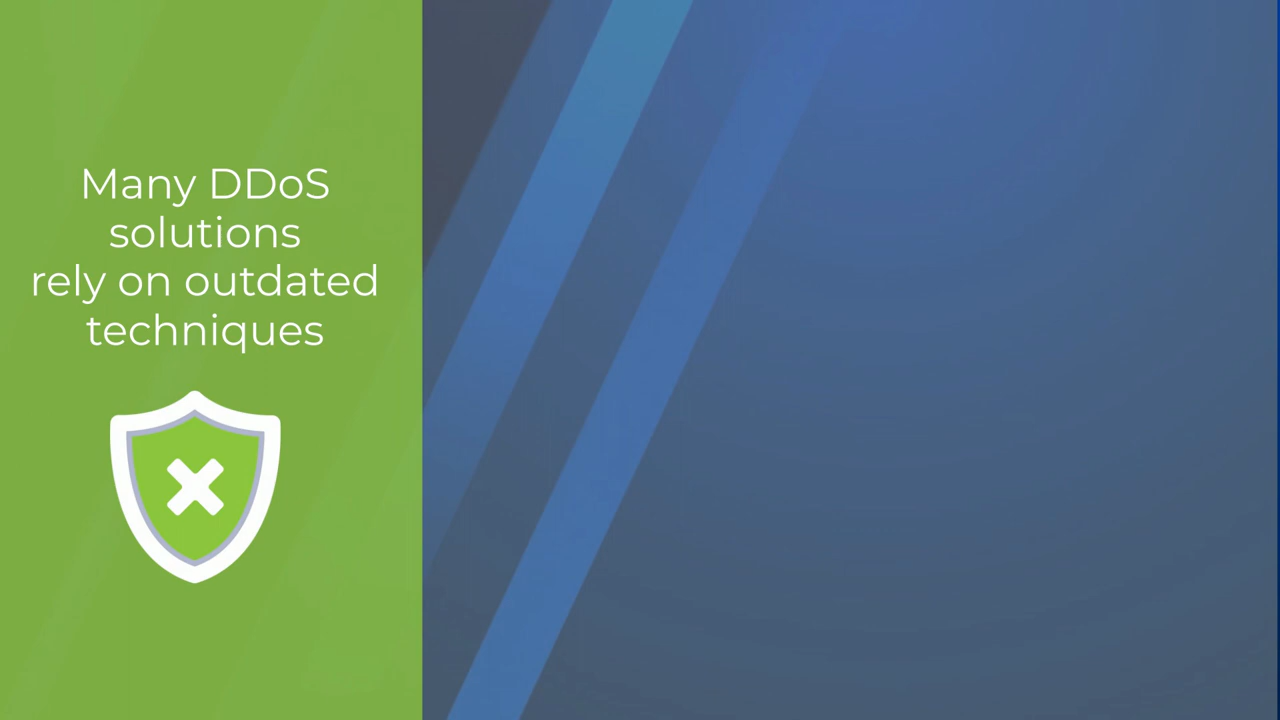 Many DDoS
solutions
rely on outdated
techniques